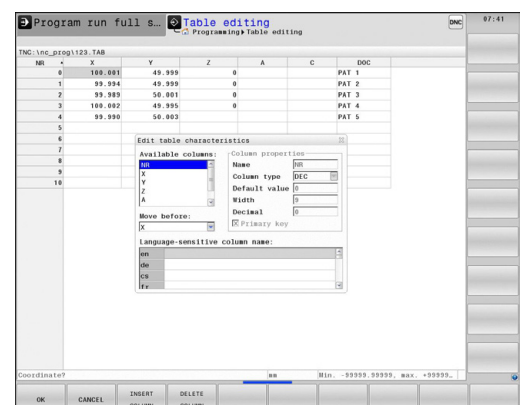 Program run full s... Table editing DNC 07:41
Programming▸Table editing
TNC:\nc_prog\123.TAB
NR X Y Z A C DOC
0 100.001 49.999 0 PAT 1
1 99.994 49.999 0 PAT 2
2 99.989 50.001 0 PAT 3
3 100.002 49.995 0 PAT 4
4 99.990 50.003 PAT 5
5
6
7
8
9
10
Edit table characteristics
Available columns: Column properties
NR Name NR
X Column type DEC
Y Default value 0
Z Width 9
A Decimal 0
Move before: Primary key
X
Language-sensitive column name:
en
de
cs
fr
Coordinate? mm Min. -99999.99999, max. +99999…
OK CANCEL INSERT COLUMN DELETE COLUMN